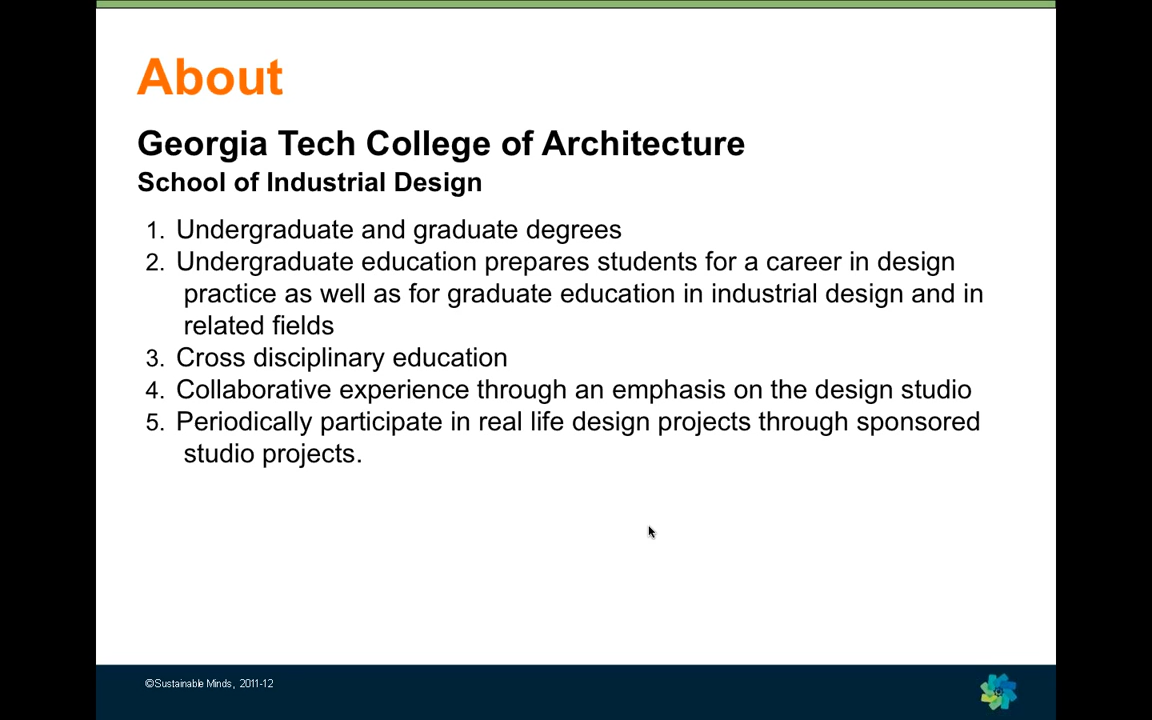 About
Georgia Tech College of Architecture
School of Industrial Design
1. Undergraduate and graduate degrees
2. Undergraduate education prepares students for a career in design
practice as well as for graduate education in industrial design and in
related fields
3. Cross disciplinary education
4. Collaborative experience through an emphasis on the design studio
5. Periodically participate in real life design projects through sponsored
studio projects.
©Sustainable Minds, 2011-12